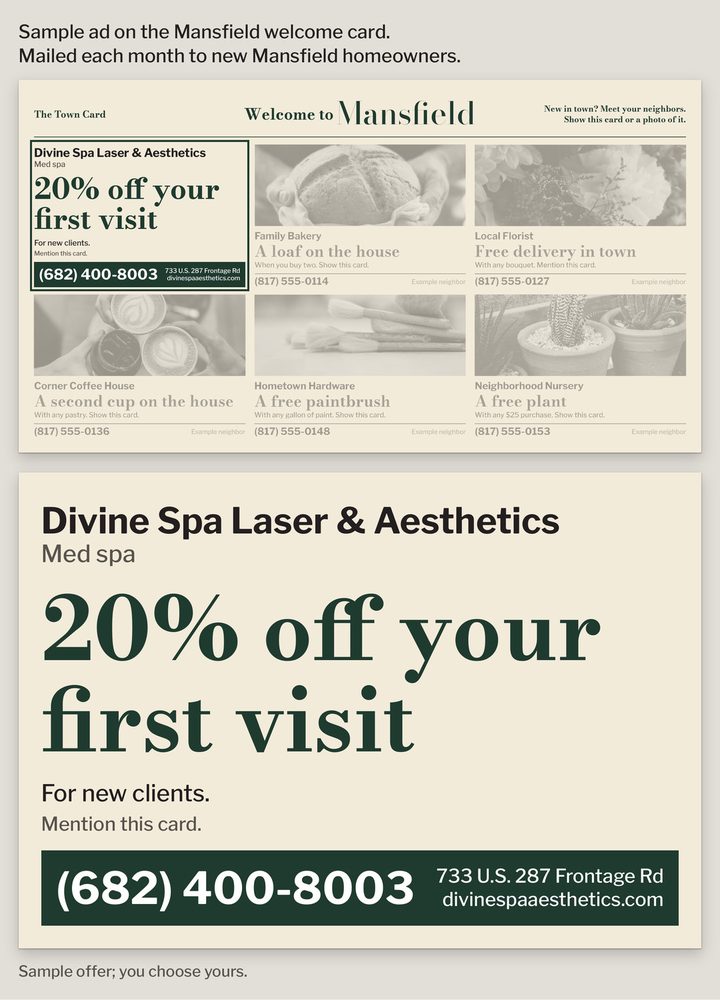 Sample ad on the Mansfield welcome card.
Mailed each month to new Mansfield homeowners.
The Town Card
Welcome to Mansfield
New in town? Meet your neighbors.
Show this card or a photo of it.
Divine Spa Laser & Aesthetics
Med spa
20% off your
first visit
For new clients.
Mention this card.
(682) 400-8003
733 U.S. 287 Frontage Rd
divinespaaesthetics.com
Family Bakery
A loaf on the house
When you buy two. Show this card.
(817) 555-0114
Example neighbor
Local Florist
Free delivery in town
With any bouquet. Mention this card.
(817) 555-0127
Example neighbor
Corner Coffee House
A second cup on the house
With any pastry. Show this card.
(817) 555-0136
Example neighbor
Hometown Hardware
A free paintbrush
With any gallon of paint. Show this card.
(817) 555-0148
Example neighbor
Neighborhood Nursery
A free plant
With any $25 purchase. Show this card.
(817) 555-0153
Example neighbor
Divine Spa Laser & Aesthetics
Med spa
20% off your
first visit
For new clients.
Mention this card.
(682) 400-8003
733 U.S. 287 Frontage Rd
divinespaaesthetics.com
Sample offer; you choose yours.